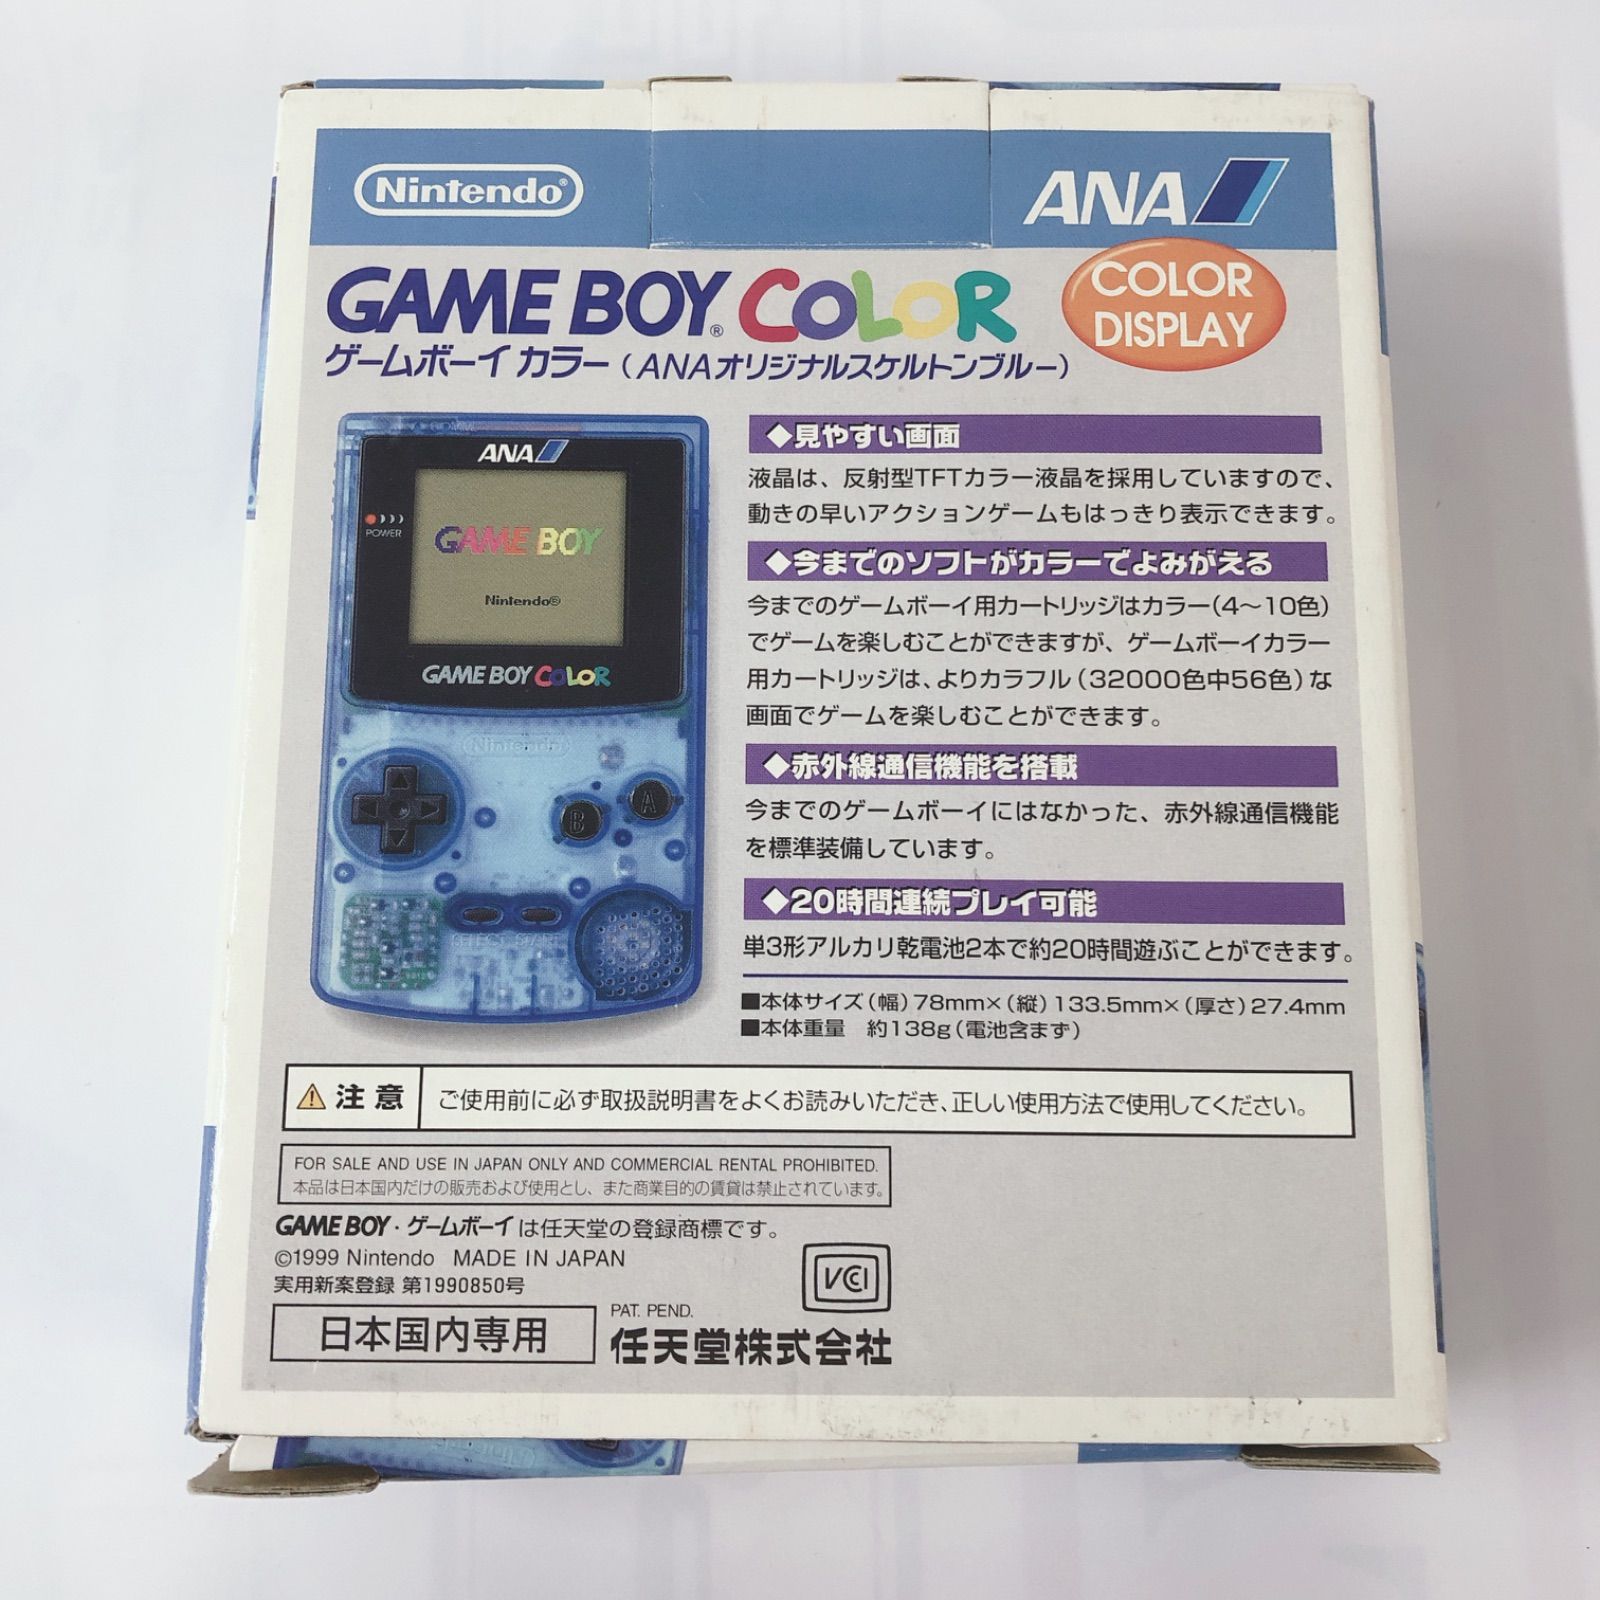 Nintendo®
ANA
GAME BOY® COLOR
COLOR
DISPLAY
ゲームボーイ カラー（ANAオリジナルスケルトンブルー）
ANA
POWER
GAME BOY
Nintendo®
GAME BOY COLOR
Nintendo
B
A
SELECT START
◆見やすい画面
液晶は、反射型TFTカラー液晶を採用していますので、
動きの早いアクションゲームもはっきり表示できます。
◆今までのソフトがカラーでよみがえる
今までのゲームボーイ用カートリッジはカラー（4〜10色）
でゲームを楽しむことができますが、ゲームボーイカラー
用カートリッジは、よりカラフル（32000色中56色）な
画面でゲームを楽しむことができます。
◆赤外線通信機能を搭載
今までのゲームボーイにはなかった、赤外線通信機能
を標準装備しています。
◆20時間連続プレイ可能
単3形アルカリ乾電池2本で約20時間遊ぶことができます。
■本体サイズ（幅）78mm×（縦）133.5mm×（厚さ）27.4mm
■本体重量 約138g（電池含まず）
注意
ご使用前に必ず取扱説明書をよくお読みいただき、正しい使用方法で使用してください。
FOR SALE AND USE IN JAPAN ONLY AND COMMERCIAL RENTAL PROHIBITED.
本品は日本国内だけの販売および使用とし、また商業目的の賃貸は禁止されています。
GAME BOY・ゲームボーイは任天堂の登録商標です。
©1999 Nintendo MADE IN JAPAN
実用新案登録 第1990850号
VCCI
日本国内専用
PAT. PEND.
任天堂株式会社